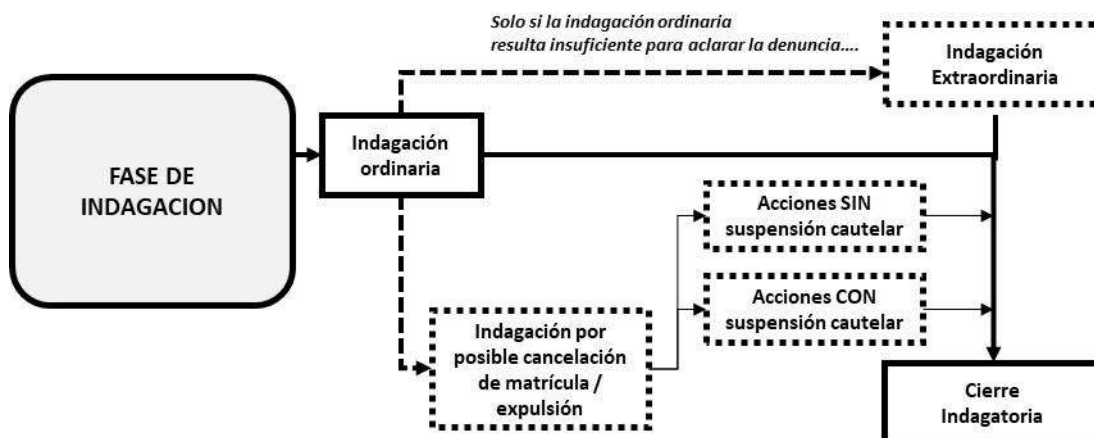 Solo si la indagación ordinaria
resulta insuficiente para aclarar la denuncia....
Indagación
Extraordinaria
FASE DE
INDAGACION
Indagación
ordinaria
Acciones SIN
suspensión cautelar
Acciones CON
suspensión cautelar
Indagación por
posible cancelación
de matrícula /
expulsión
Cierre
Indagatoria